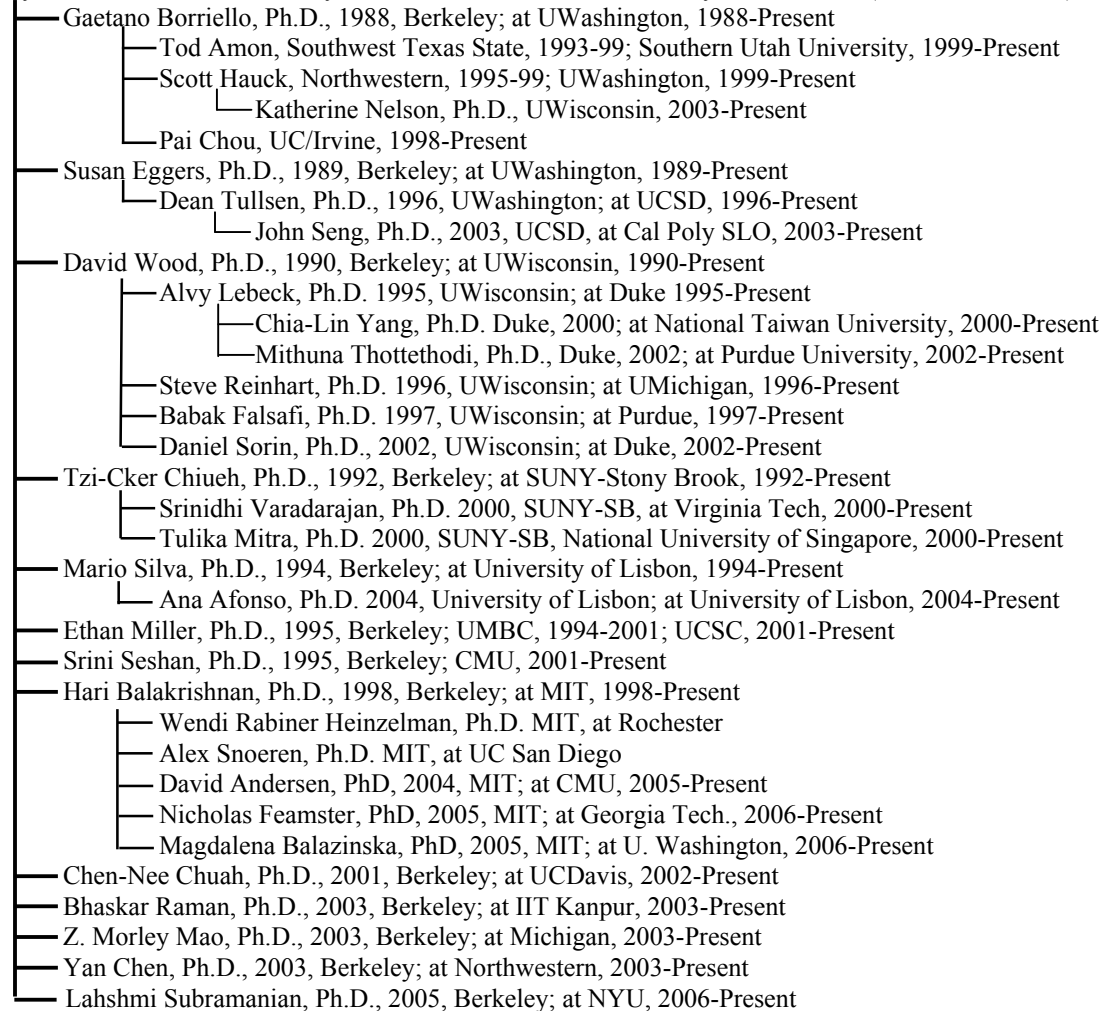 Gaetano Borriello, Ph.D., 1988, Berkeley; at UWashington, 1988-Present
Tod Amon, Southwest Texas State, 1993-99; Southern Utah University, 1999-Present
Scott Hauck, Northwestern, 1995-99; UWashington, 1999-Present
Katherine Nelson, Ph.D., UWisconsin, 2003-Present
Pai Chou, UC/Irvine, 1998-Present
Susan Eggers, Ph.D., 1989, Berkeley; at UWashington, 1989-Present
Dean Tullsen, Ph.D., 1996, UWashington; at UCSD, 1996-Present
John Seng, Ph.D., 2003, UCSD, at Cal Poly SLO, 2003-Present
David Wood, Ph.D., 1990, Berkeley; at UWisconsin, 1990-Present
Alvy Lebeck, Ph.D. 1995, UWisconsin; at Duke 1995-Present
Chia-Lin Yang, Ph.D. Duke, 2000; at National Taiwan University, 2000-Present
Mithuna Thottethodi, Ph.D., Duke, 2002; at Purdue University, 2002-Present
Steve Reinhart, Ph.D. 1996, UWisconsin; at UMichigan, 1996-Present
Babak Falsafi, Ph.D. 1997, UWisconsin; at Purdue, 1997-Present
Daniel Sorin, Ph.D., 2002, UWisconsin; at Duke, 2002-Present
Tzi-Cker Chiueh, Ph.D., 1992, Berkeley; at SUNY-Stony Brook, 1992-Present
Srinidhi Varadarajan, Ph.D. 2000, SUNY-SB, at Virginia Tech, 2000-Present
Tulika Mitra, Ph.D. 2000, SUNY-SB, National University of Singapore, 2000-Present
Mario Silva, Ph.D., 1994, Berkeley; at University of Lisbon, 1994-Present
Ana Afonso, Ph.D. 2004, University of Lisbon; at University of Lisbon, 2004-Present
Ethan Miller, Ph.D., 1995, Berkeley; UMBC, 1994-2001; UCSC, 2001-Present
Srini Seshan, Ph.D., 1995, Berkeley; CMU, 2001-Present
Hari Balakrishnan, Ph.D., 1998, Berkeley; at MIT, 1998-Present
Wendi Rabiner Heinzelman, Ph.D. MIT, at Rochester
Alex Snoeren, Ph.D. MIT, at UC San Diego
David Andersen, PhD, 2004, MIT; at CMU, 2005-Present
Nicholas Feamster, PhD, 2005, MIT; at Georgia Tech., 2006-Present
Magdalena Balazinska, PhD, 2005, MIT; at U. Washington, 2006-Present
Chen-Nee Chuah, Ph.D., 2001, Berkeley; at UCDavis, 2002-Present
Bhaskar Raman, Ph.D., 2003, Berkeley; at IIT Kanpur, 2003-Present
Z. Morley Mao, Ph.D., 2003, Berkeley; at Michigan, 2003-Present
Yan Chen, Ph.D., 2003, Berkeley; at Northwestern, 2003-Present
Lahshmi Subramanian, Ph.D., 2005, Berkeley; at NYU, 2006-Present